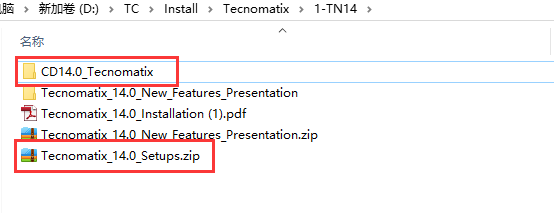 电脑 > 新加卷 (D:) > TC > Install > Tecnomatix > 1-TN14 >
名称
CD14.0_Tecnomatix
Tecnomatix_14.0_New_Features_Presentation
Tecnomatix_14.0_Installation (1).pdf
Tecnomatix_14.0_New_Features_Presentation.zip
Tecnomatix_14.0_Setups.zip